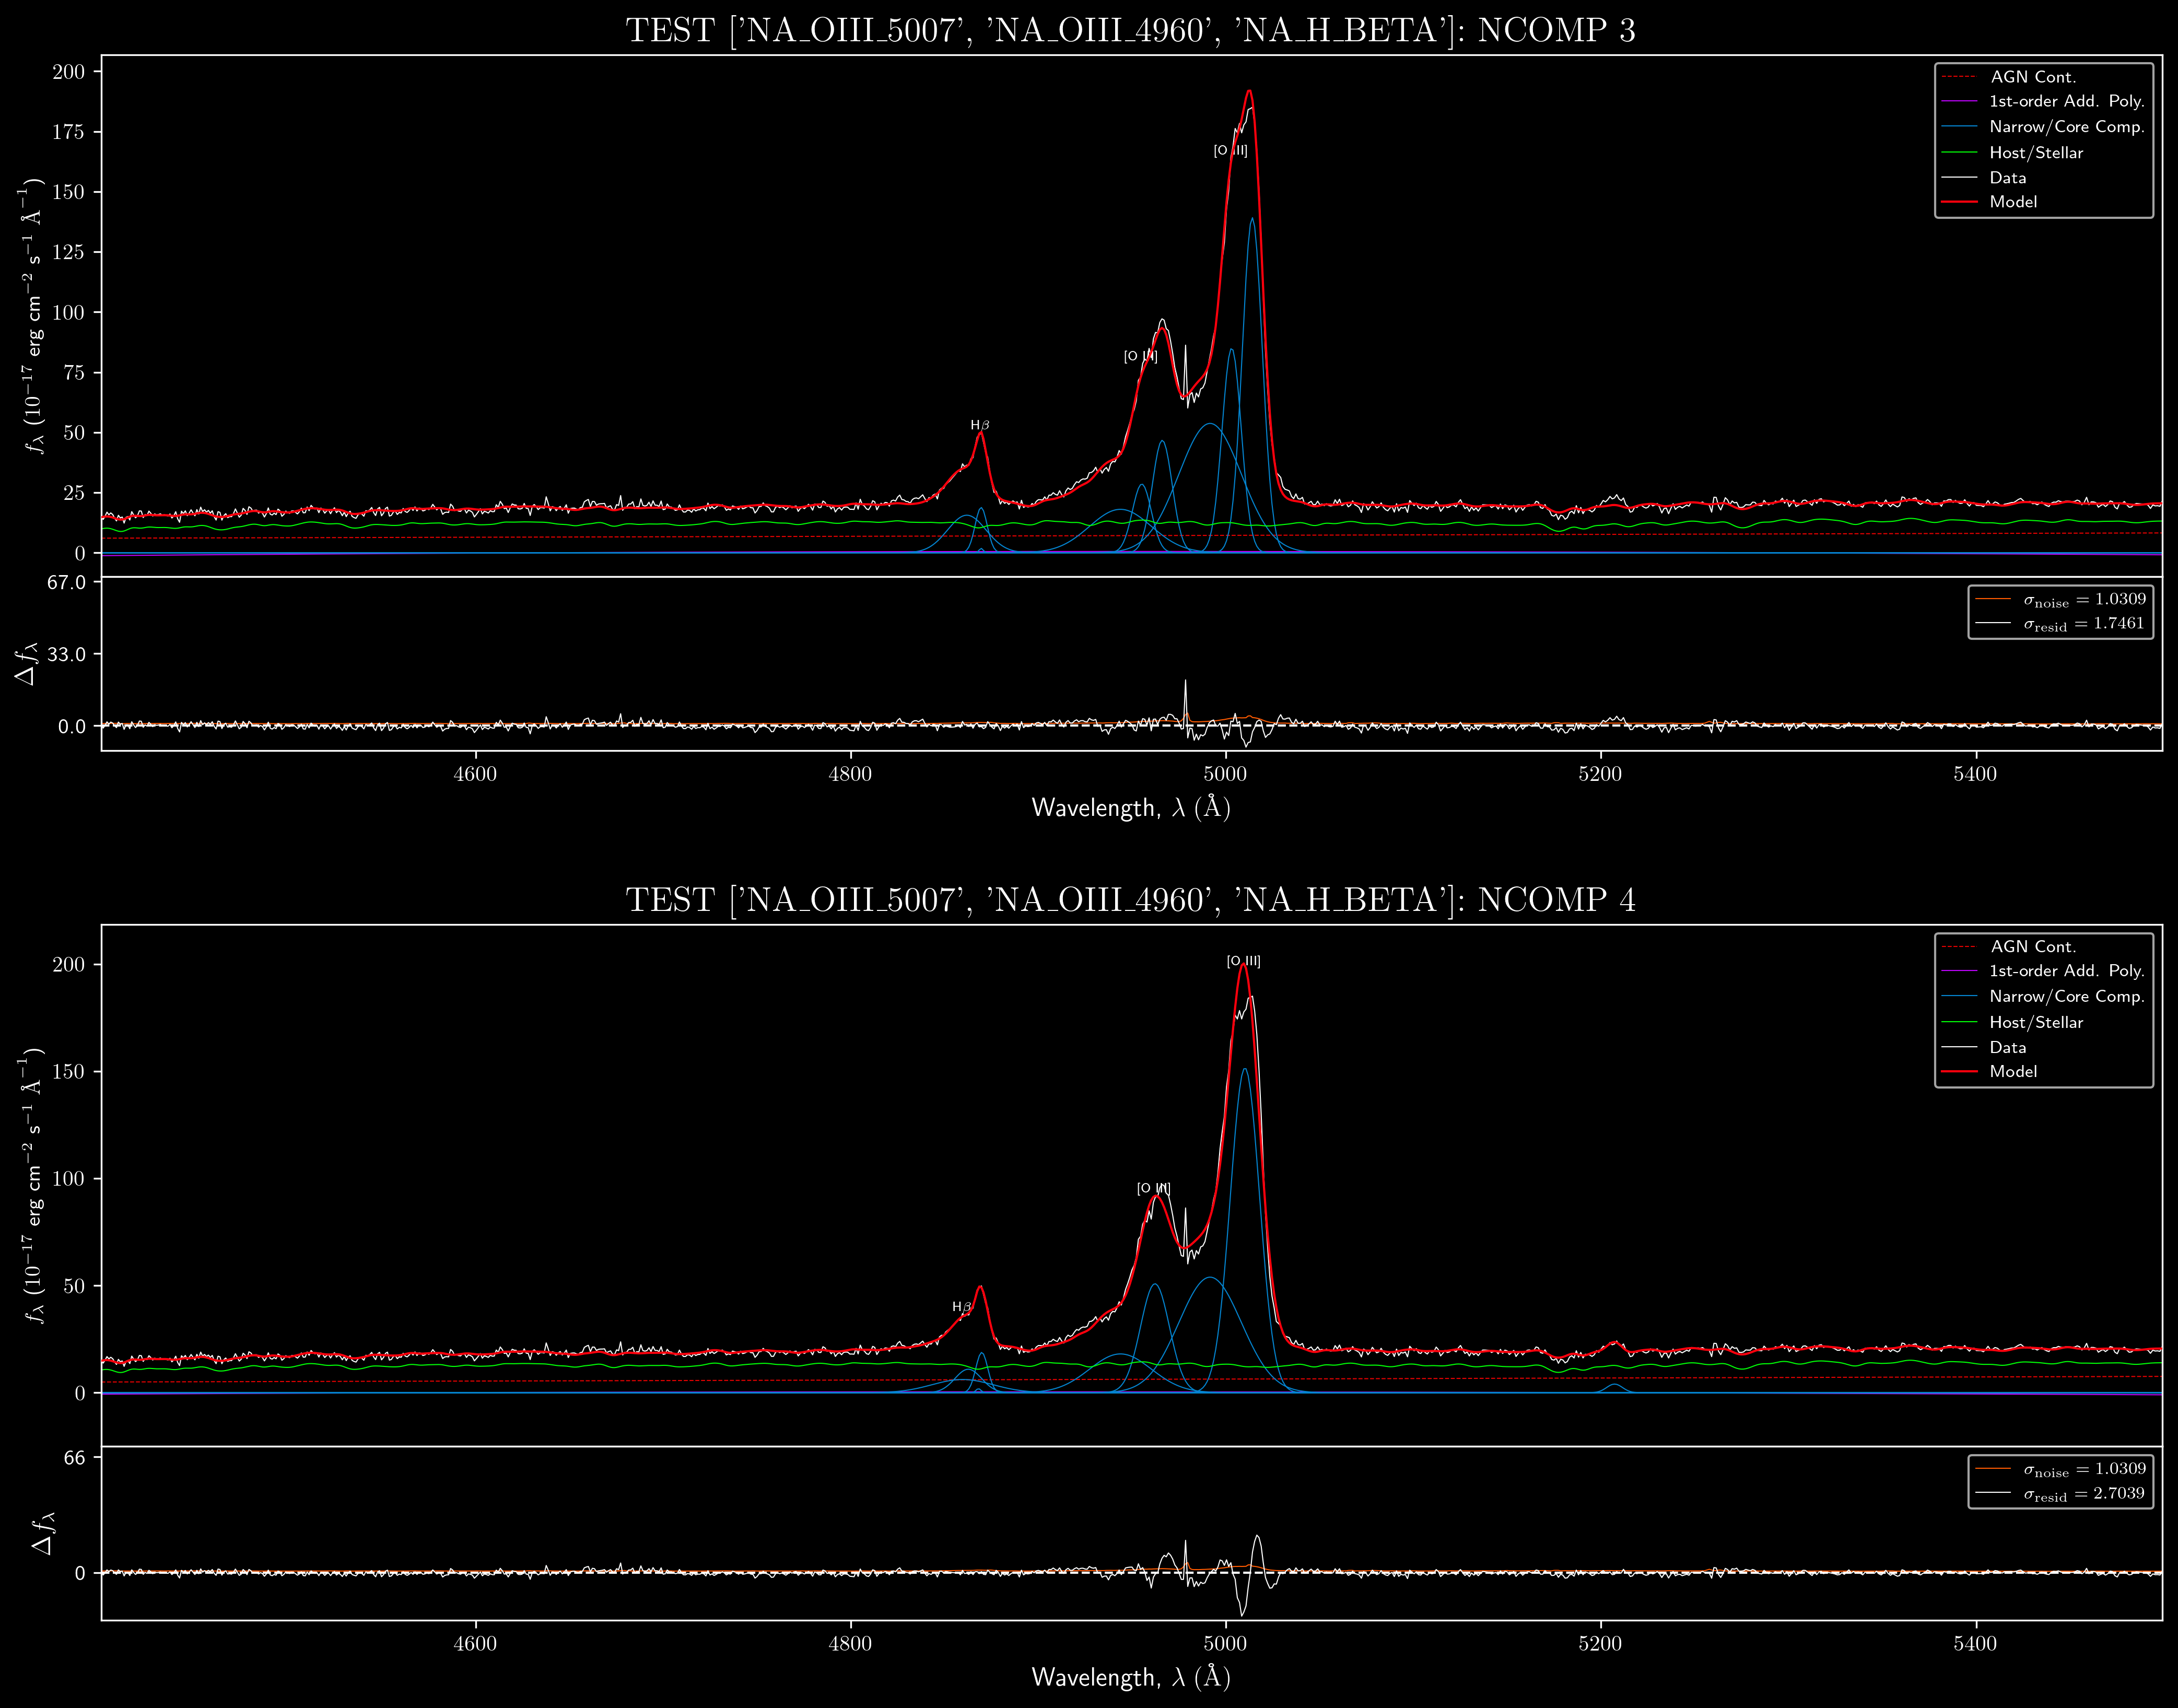 TEST ['NA_OIII_5007', 'NA_OIII_4960', 'NA_H_BETA']: NCOMP 3
AGN Cont.
1st-order Add. Poly.
Narrow/Core Comp.
Host/Stellar
Data
Model
200
175
150
125
100
75
50
25
0
fλ (10⁻¹⁷ erg cm⁻² s⁻¹ Å⁻¹)
[O III]
[O III]
Hβ
67.0
33.0
0.0
Δfλ
σnoise = 1.0309
σresid = 1.7461
4600 4800 5000 5200 5400
Wavelength, λ (Å)
TEST ['NA_OIII_5007', 'NA_OIII_4960', 'NA_H_BETA']: NCOMP 4
AGN Cont.
1st-order Add. Poly.
Narrow/Core Comp.
Host/Stellar
Data
Model
200
150
100
50
0
fλ (10⁻¹⁷ erg cm⁻² s⁻¹ Å⁻¹)
[O III]
[O III]
Hβ
66
0
Δfλ
σnoise = 1.0309
σresid = 2.7039
4600 4800 5000 5200 5400
Wavelength, λ (Å)